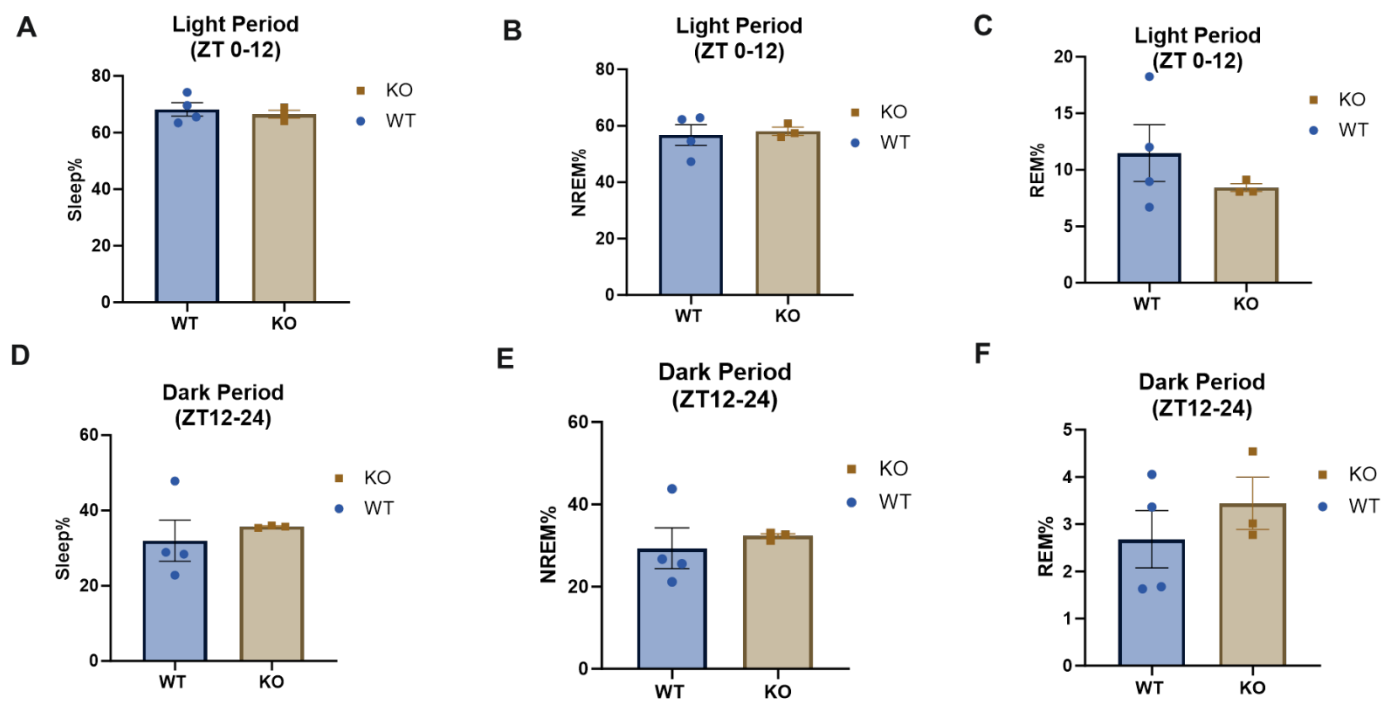 A
Light Period
(ZT 0-12)
Sleep%
80
60
40
20
0
WT
KO
KO
WT
B
Light Period
(ZT 0-12)
NREM%
80
60
40
20
0
WT
KO
KO
WT
C
Light Period
(ZT 0-12)
REM%
20
15
10
5
0
WT
KO
KO
WT
D
Dark Period
(ZT12-24)
Sleep%
60
40
20
0
WT
KO
KO
WT
E
Dark Period
(ZT12-24)
NREM%
60
40
20
0
WT
KO
KO
WT
F
Dark Period
(ZT12-24)
REM%
5
4
3
2
1
0
WT
KO
KO
WT